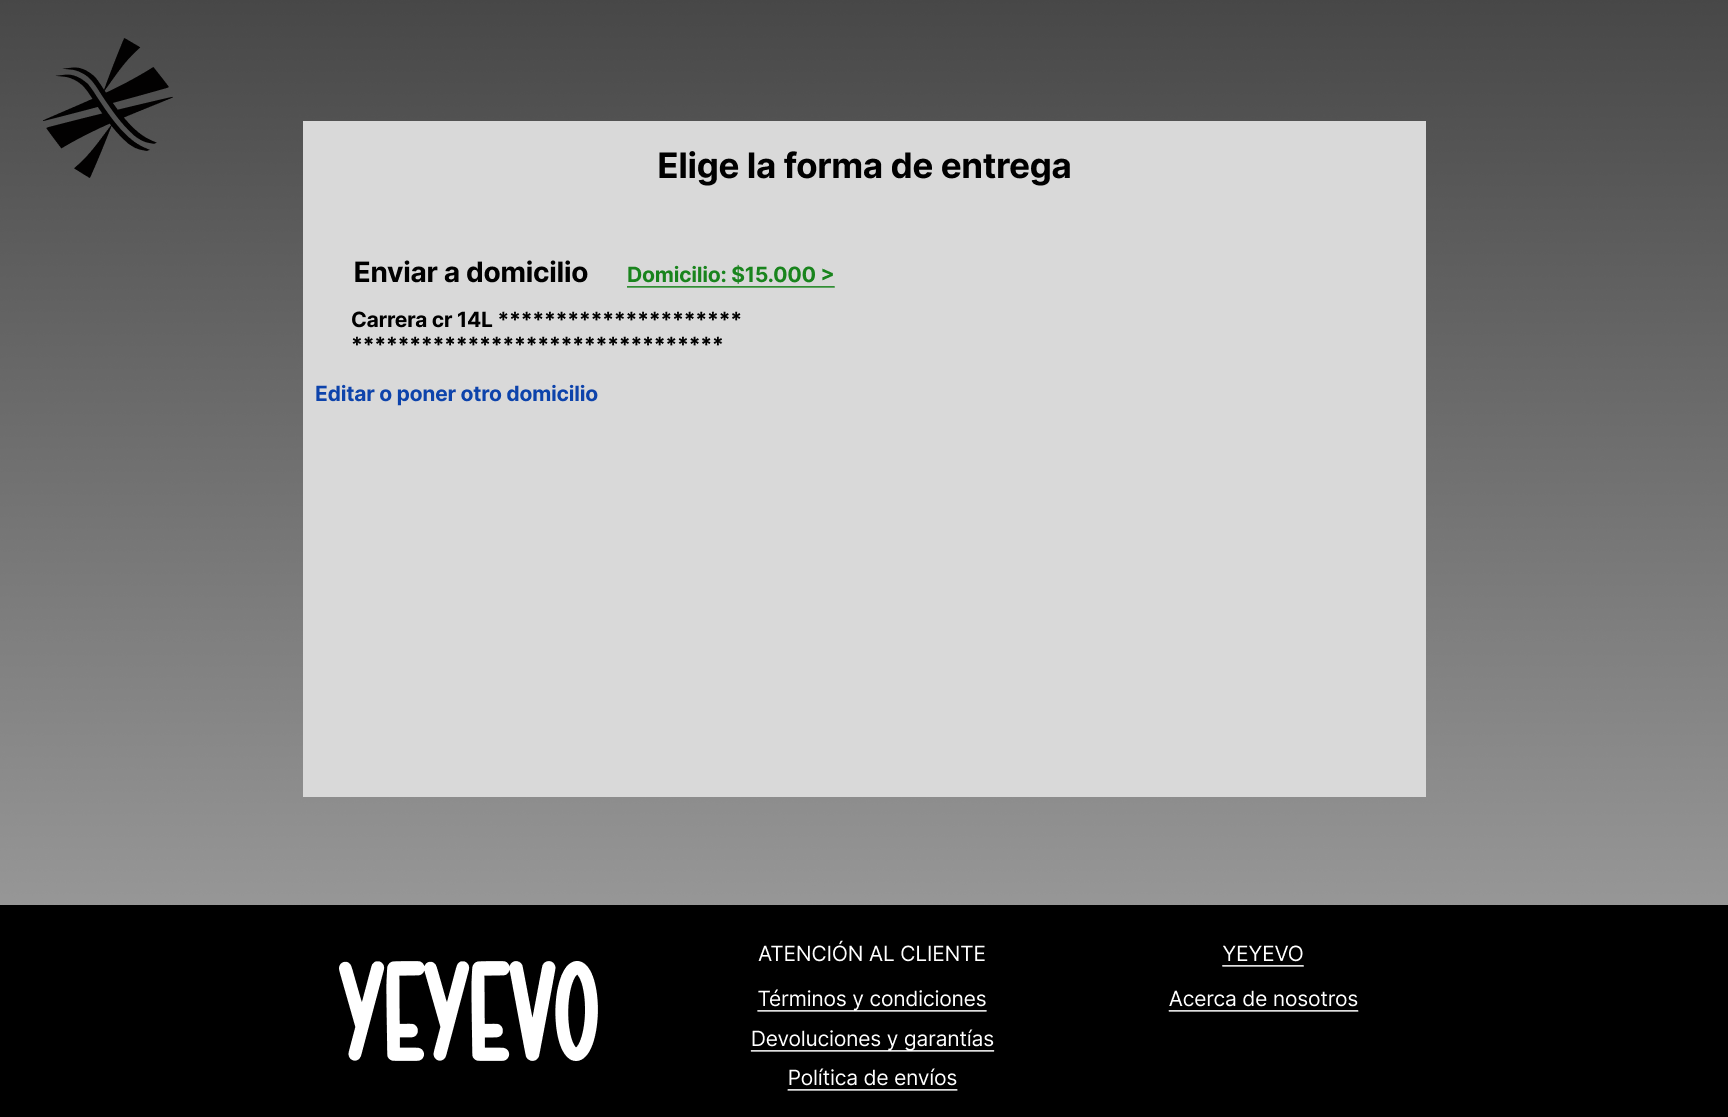 Elige la forma de entrega
Enviar a domicilio Domicilio: $15.000 >
Carrera cr 14L *********************
********************************
Editar o poner otro domicilio
YEYEVO
ATENCIÓN AL CLIENTE
Términos y condiciones
Devoluciones y garantías
Política de envíos
YEYEVO
Acerca de nosotros